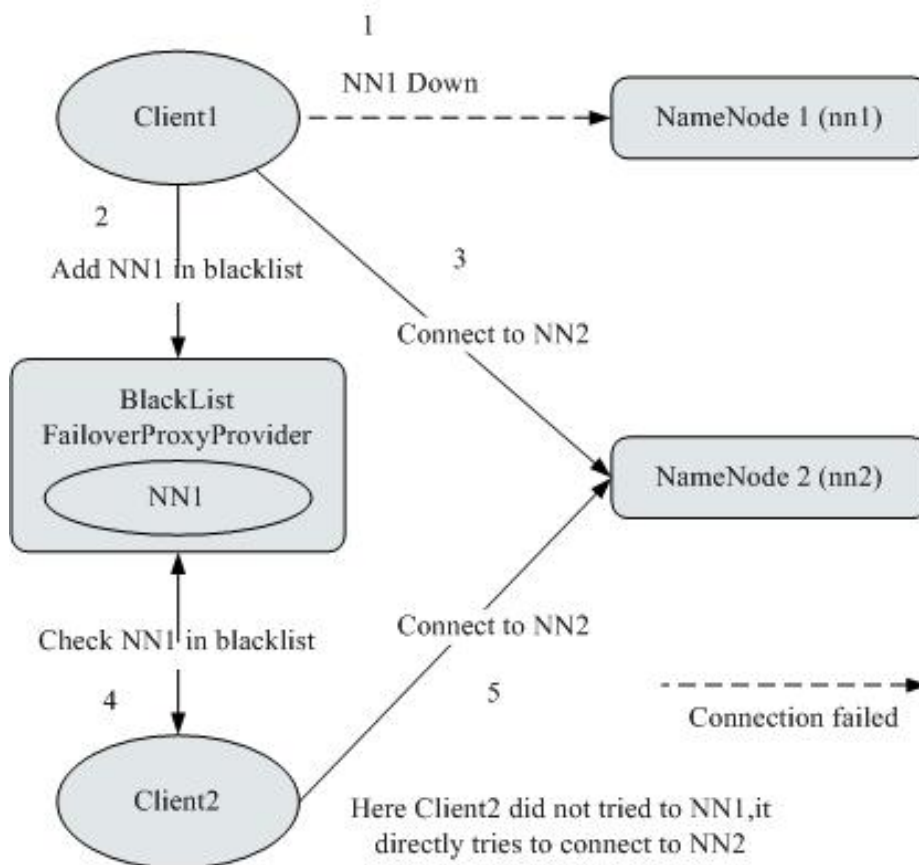 1
NN1 Down
Client1
NameNode 1 (nn1)
2
Add NN1 in blacklist
3
Connect to NN2
BlackList
FailoverProxyProvider
NN1
NameNode 2 (nn2)
Check NN1 in blacklist
Connect to NN2
4
5
Connection failed
Client2
Here Client2 did not tried to NN1,it
directly tries to connect to NN2